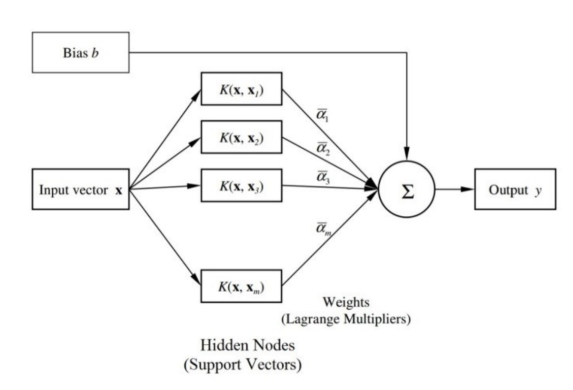 Bias b
K(x, x₁)
K(x, x₂)
K(x, x₃)
K(x, xₘ)
Input vector x
ᾱ₁
ᾱ₂
ᾱ₃
ᾱₘ
Σ
Output y
Weights
(Lagrange Multipliers)
Hidden Nodes
(Support Vectors)